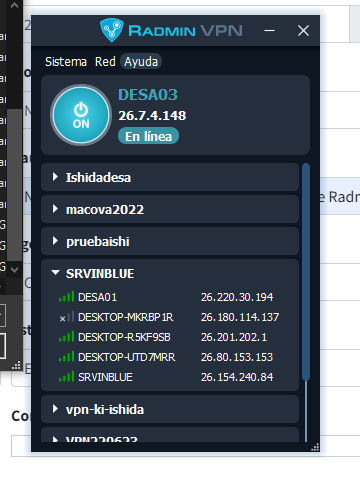 RADMIN VPN
Sistema Red Ayuda
DESA03
26.7.4.148
ON
En línea
Ishidadesa
macova2022
pruebaishi
SRVINBLUE
DESA01 26.220.30.194
DESKTOP-MKRBP1R 26.180.114.137
DESKTOP-R5KF9SB 26.201.202.1
DESKTOP-UTD7MRR 26.80.153.153
SRVINBLUE 26.154.240.84
vpn-ki-ishida
VPN220623
e Radm